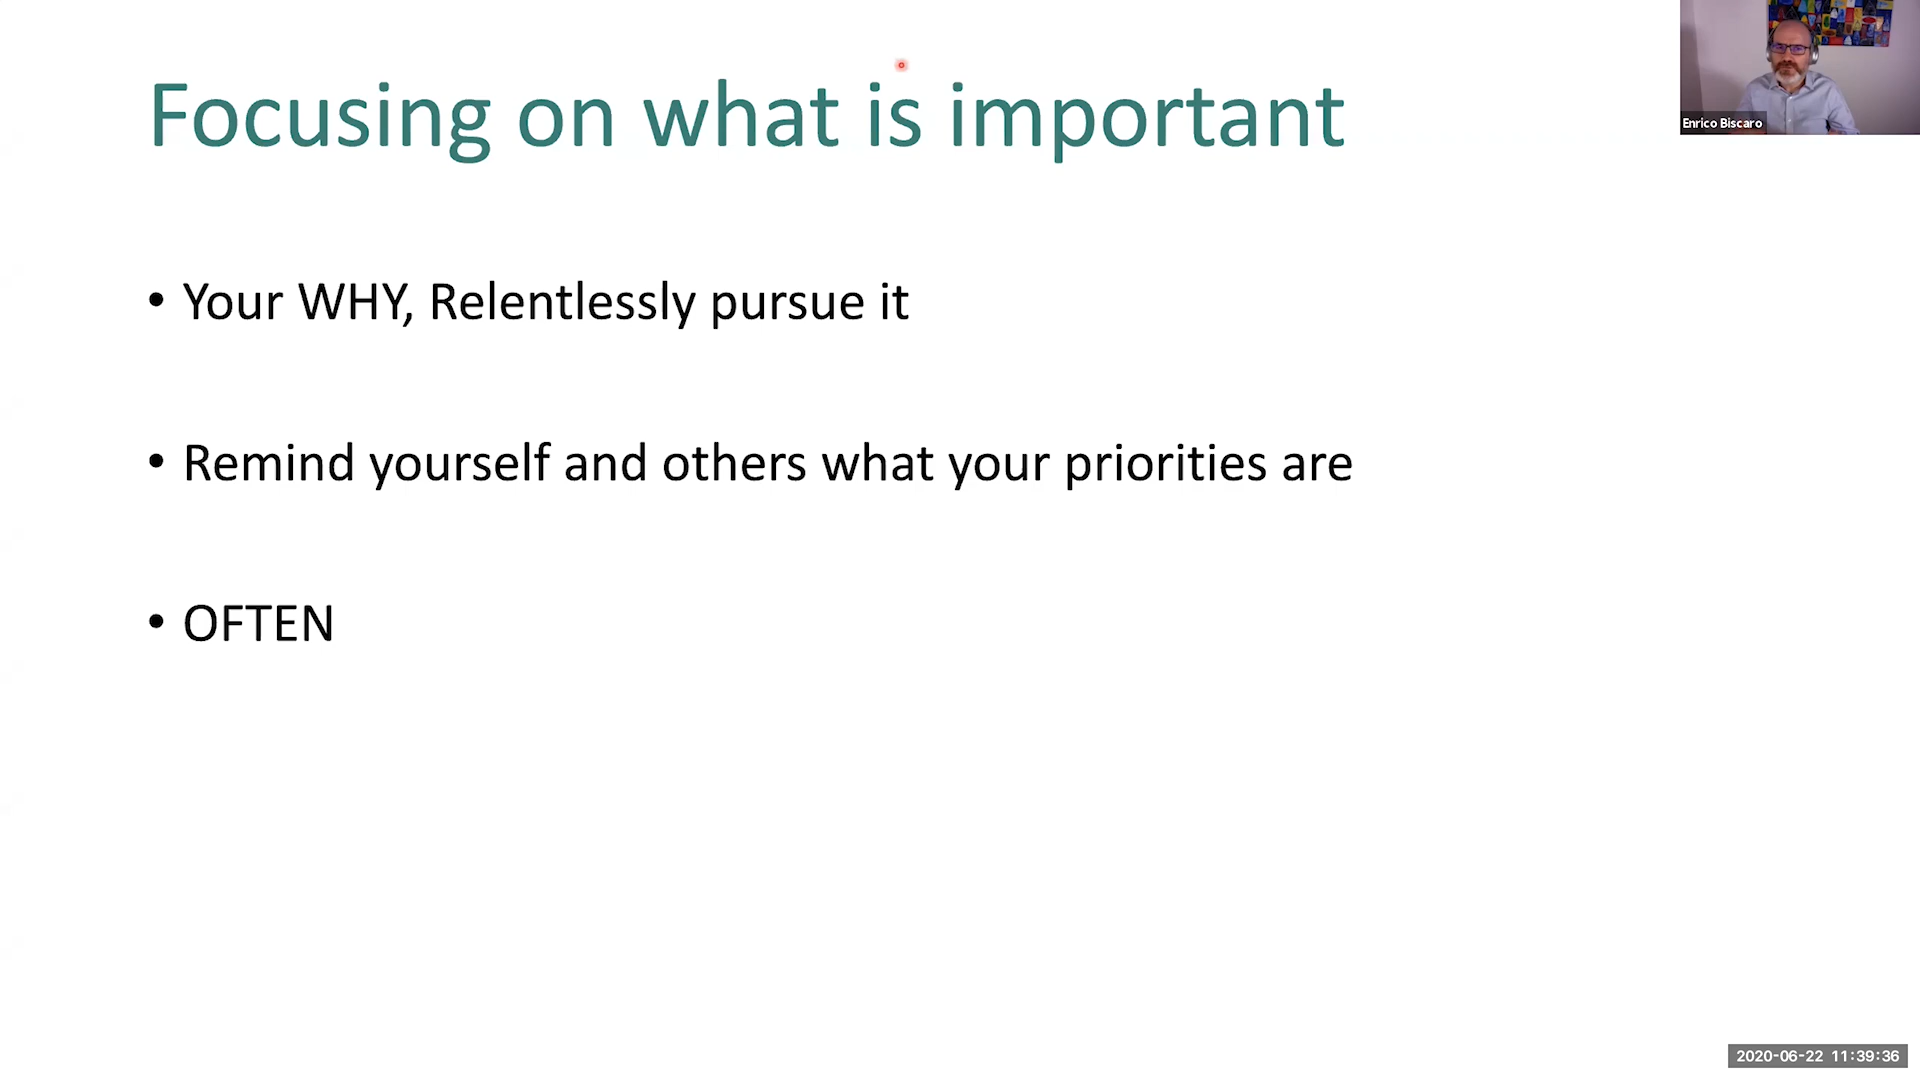 Focusing on what is important
Enrico Biscaro
• Your WHY, Relentlessly pursue it
• Remind yourself and others what your priorities are
• OFTEN
2020-06-22 11:39:36